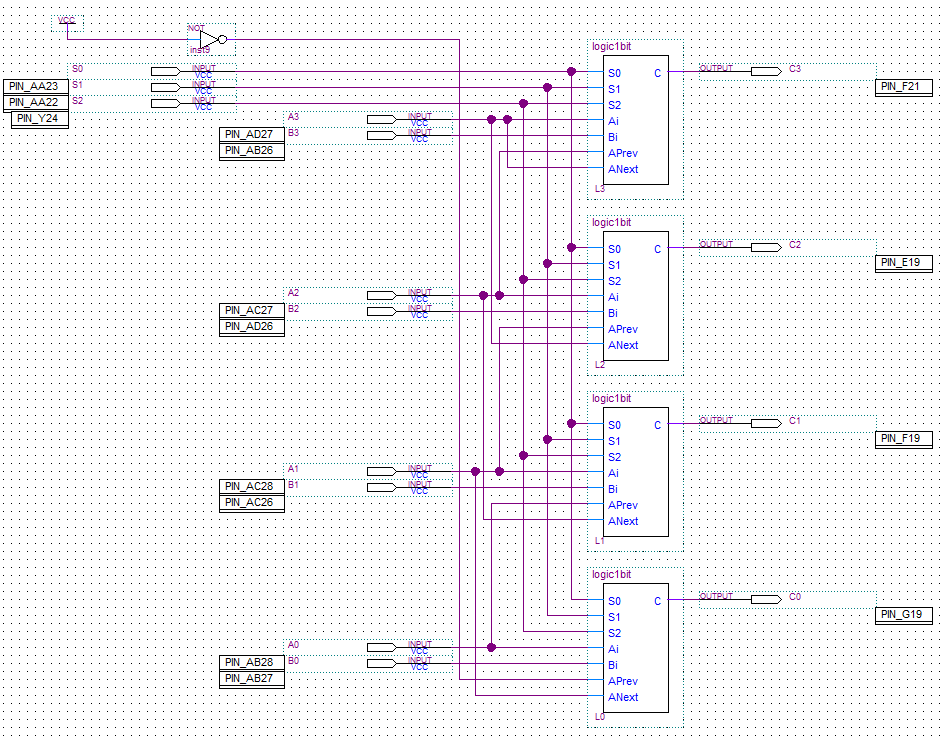 VCC
NOT
inst9
logic1bit
S0 INPUT
VCC
S0 C OUTPUT C3
PIN_AA23 S1 INPUT
VCC
S1 PIN_F21
PIN_AA22 S2 INPUT
VCC
S2
PIN_Y24 A3 INPUT
VCC
Ai
PIN_AD27 B3 INPUT
VCC
Bi
PIN_AB26 APrev
ANext
L3
logic1bit
S0 C OUTPUT C2
S1 PIN_E19
S2
A2 INPUT
VCC
Ai
PIN_AC27 B2 INPUT
VCC
Bi
PIN_AD26 APrev
ANext
L2
logic1bit
S0 C OUTPUT C1
S1 PIN_F19
S2
A1 INPUT
VCC
Ai
PIN_AC28 B1 INPUT
VCC
Bi
PIN_AC26 APrev
ANext
L1
logic1bit
S0 C OUTPUT C0
S1 PIN_G19
S2
A0 INPUT
VCC
Ai
PIN_AB28 B0 INPUT
VCC
Bi
PIN_AB27 APrev
ANext
L0